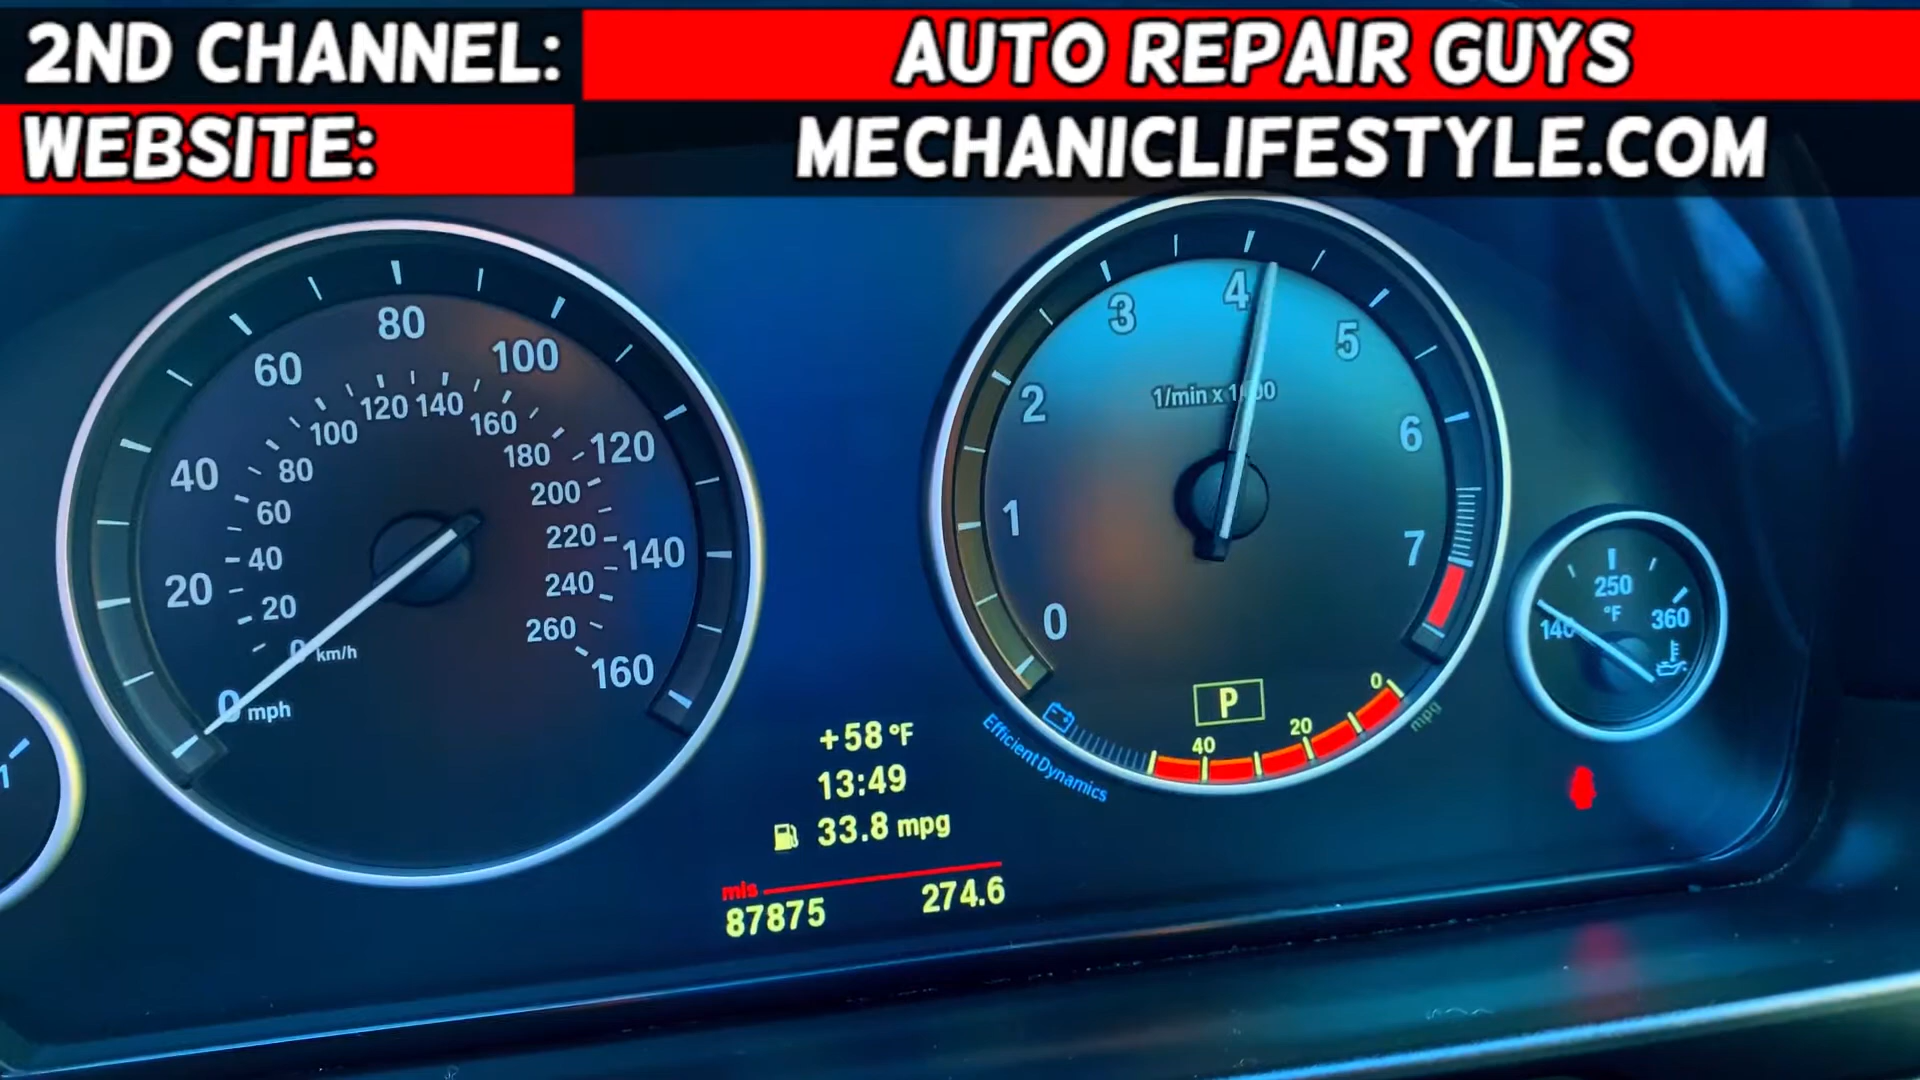 2ND CHANNEL: AUTO REPAIR GUYS
WEBSITE: MECHANICLIFESTYLE.COM
0 20 40 60 80 100 120 140 160
mph
0 20 40 60 80 100 120 140 160 180 200 220 240 260
km/h
0 1 2 3 4 5 6 7
1/min x 1000
P
40 20 0
mpg
EfficientDynamics
140 250 360
°F
+58 °F
13:49
33.8 mpg
mls
87875 274.6
1